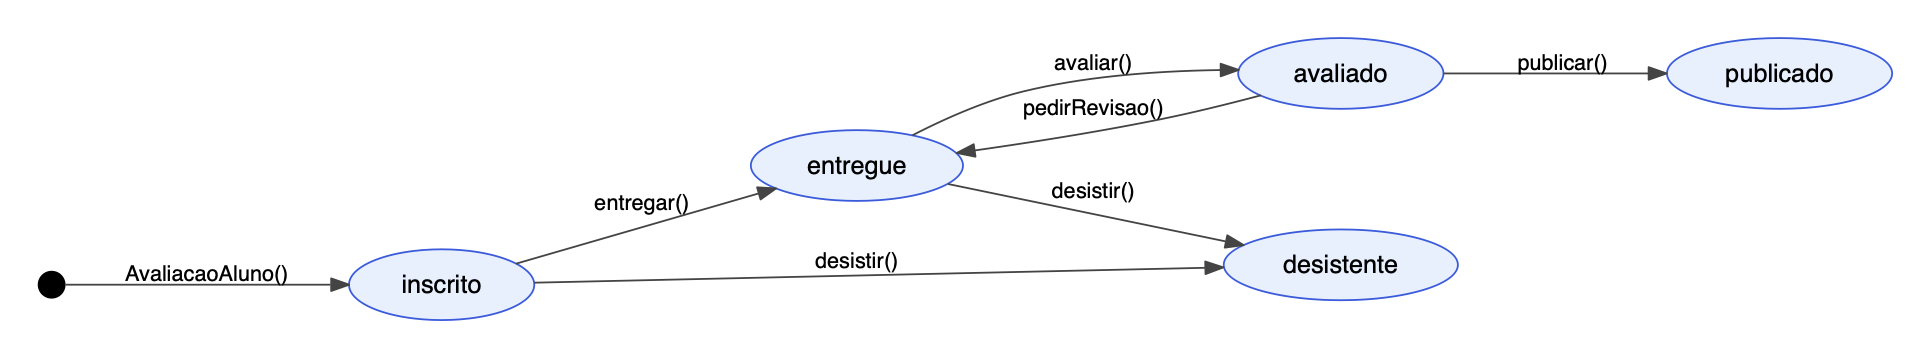 avaliar()
avaliado
publicar()
publicado
pedirRevisao()
entregue
entregar()
desistir()
AvaliacaoAluno()
inscrito
desistir()
desistente